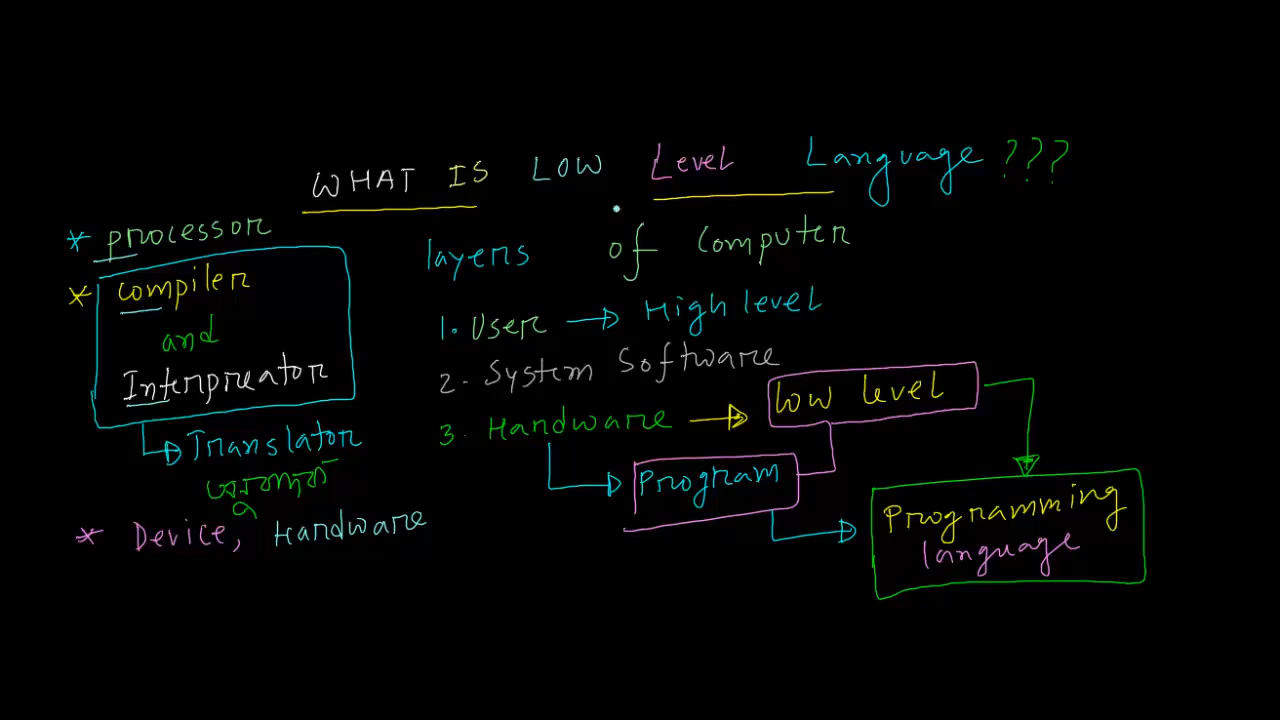 WHAT IS LOW Level Language ???
* processor
* compiler
and
Interpreator
Translator
* Device, Hardware
layers of computer
1. User → High level
2. System Software
3. Hardware → Low level
Program
Programming
language